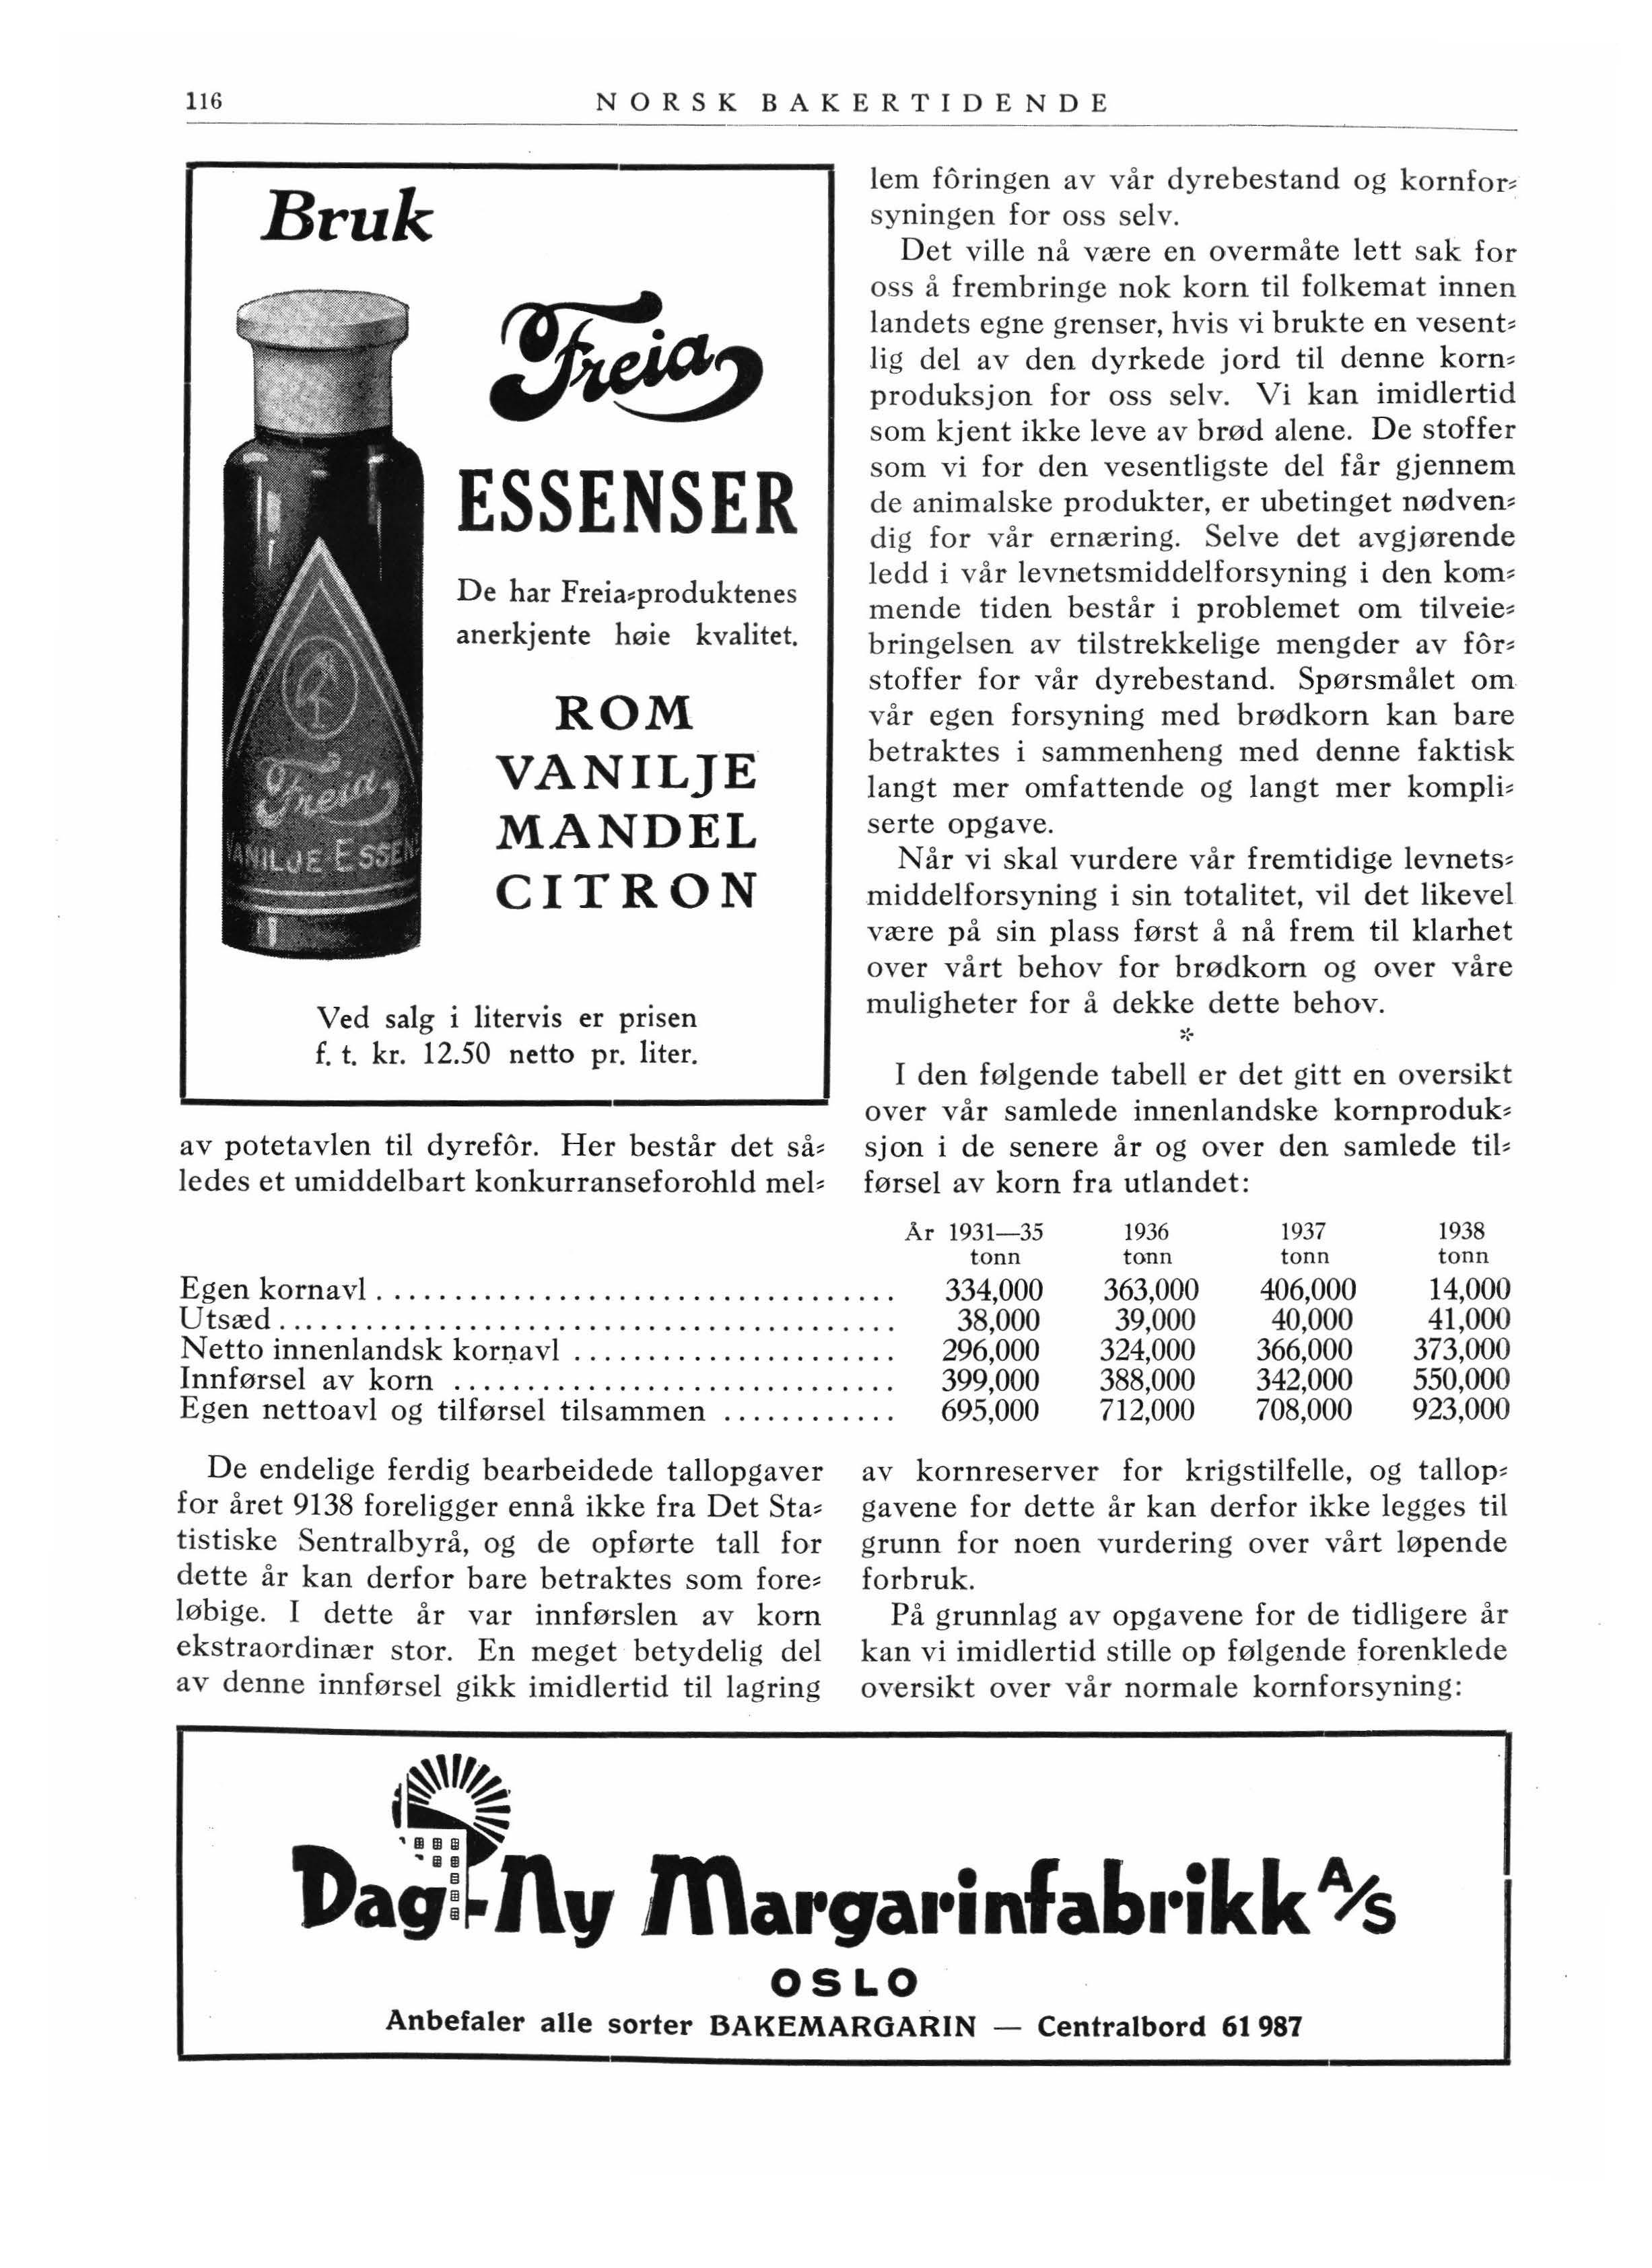 116
NORSK BAKERTIDENDE
Bruk
Freia
ESSENSER
De har Freia-produktenes
anerkjente høie kvalitet.
ROM
VANILJE
MANDEL
CITRON
Freia
VANILJE ESSEN
Ved salg i litervis er prisen
f. t. kr. 12.50 netto pr. liter.
av potetavlen til dyrefôr. Her består det så-
ledes et umiddelbart konkurranseforohld mel-
lem fôringen av vår dyrebestand og kornfor-
syningen for oss selv.
Det ville nå være en overmåte lett sak for
oss å frembringe nok korn til folkemat innen
landets egne grenser, hvis vi brukte en vesent-
lig del av den dyrkede jord til denne korn-
produksjon for oss selv. Vi kan imidlertid
som kjent ikke leve av brød alene. De stoffer
som vi for den vesentligste del får gjennem
de animalske produkter, er ubetinget nødven-
dig for vår ernæring. Selve det avgjørende
ledd i vår levnetsmiddelforsyning i den kom-
mende tiden består i problemet om tilveie-
bringelsen av tilstrekkelige mengder av fôr-
stoffer for vår dyrebestand. Spørsmålet om
vår egen forsyning med brødkorn kan bare
betraktes i sammenheng med denne faktisk
langt mer omfattende og langt mer kompli-
serte opgave.
Når vi skal vurdere vår fremtidige levnets-
middelforsyning i sin totalitet, vil det likevel
være på sin plass først å nå frem til klarhet
over vårt behov for brødkorn og over våre
muligheter for å dekke dette behov.
*
I den følgende tabell er det gitt en oversikt
over vår samlede innenlandske kornproduk-
sjon i de senere år og over den samlede til-
førsel av korn fra utlandet:
År 1931—35 1936 1937 1938
tonn tonn tonn tonn
Egen kornavl . . . . . . . . . . . . . . . . . . . . . . . . . . . . . . . . . . 334,000 363,000 406,000 14,000
Utsæd . . . . . . . . . . . . . . . . . . . . . . . . . . . . . . . . . . . . . . . . 38,000 39,000 40,000 41,000
Netto innenlandsk kornavl . . . . . . . . . . . . . . . . . . . . . . 296,000 324,000 366,000 373,000
Innførsel av korn . . . . . . . . . . . . . . . . . . . . . . . . . . . . . . 399,000 388,000 342,000 550,000
Egen nettoavl og tilførsel tilsammen . . . . . . . . . . . . 695,000 712,000 708,000 923,000
De endelige ferdig bearbeidede tallopgaver
for året 9138 foreligger ennå ikke fra Det Sta-
tistiske Sentralbyrå, og de opførte tall for
dette år kan derfor bare betraktes som fore-
løbige. I dette år var innførslen av korn
ekstraordinær stor. En meget betydelig del
av denne innførsel gikk imidlertid til lagring
av kornreserver for krigstilfelle, og tallop-
gavene for dette år kan derfor ikke legges til
grunn for noen vurdering over vårt løpende
forbruk.
På grunnlag av opgavene for de tidligere år
kan vi imidlertid stille op følgende forenklede
oversikt over vår normale kornforsyning:
Dag-Ny Margarinfabrikk A/S
OSLO
Anbefaler alle sorter BAKEMARGARIN — Centralbord 61 987